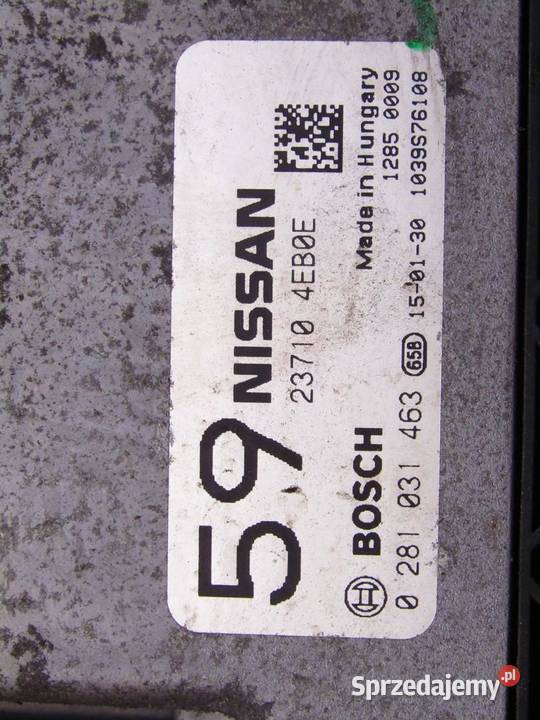 59 NISSAN
23710 4EB0E
BOSCH
0 281 031 463 65B 15-01-30 1039S76108
Made in Hungary
1285 0009
Sprzedajemy.pl